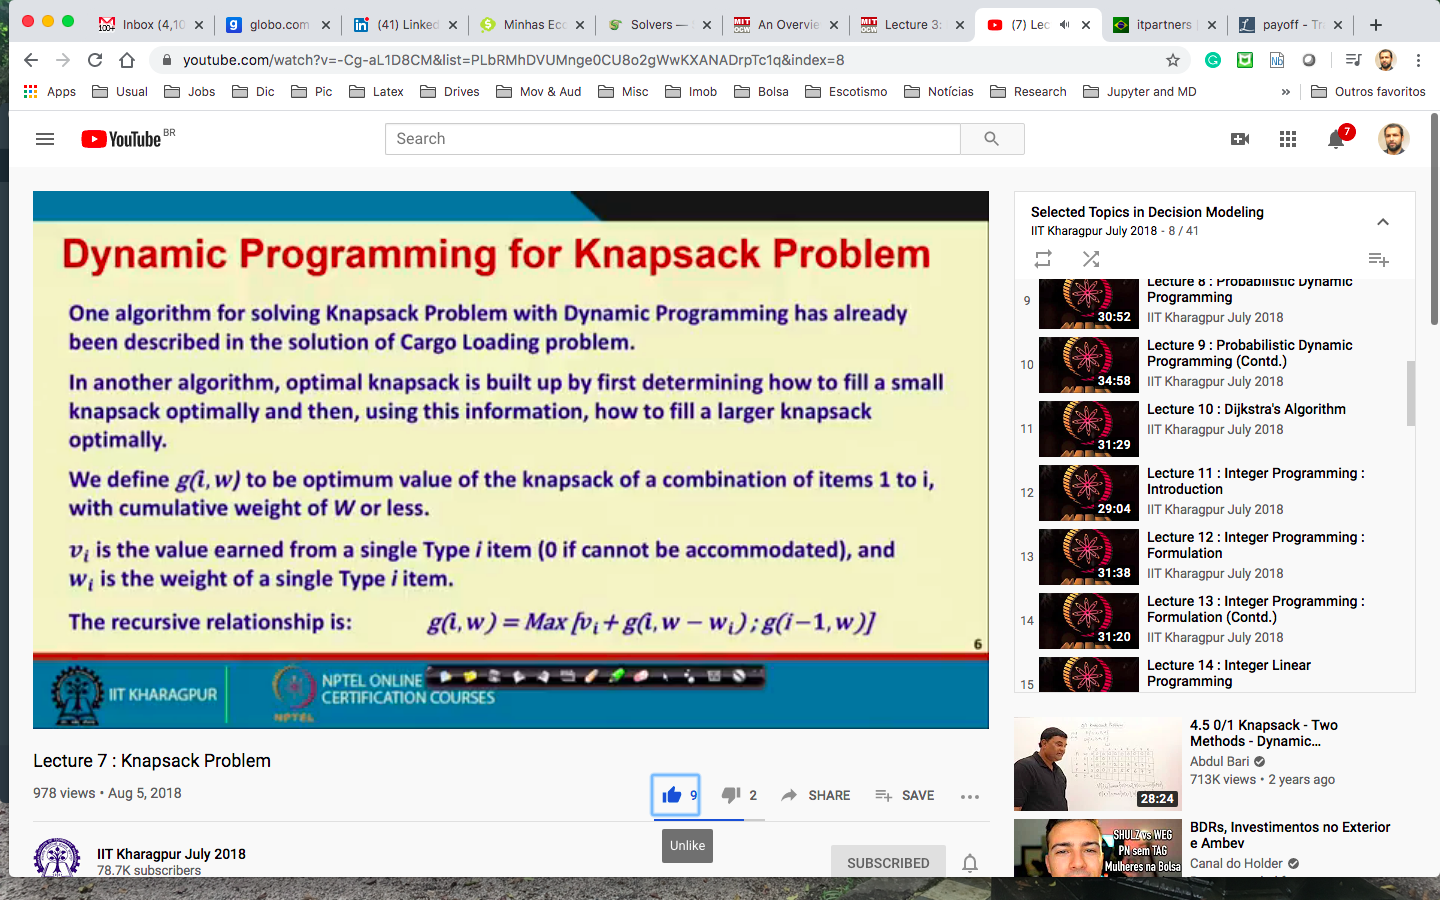 Inbox (4,10
globo.com
(41) Linked
Minhas Eco
Solvers —
An Overvie
Lecture 3:
(7) Lec
itpartners
payoff - Tra
youtube.com/watch?v=-Cg-aL1D8CM&list=PLbRMhDVUMnge0CU8o2gWwKXANADrpTc1q&index=8
Apps
Usual
Jobs
Dic
Pic
Latex
Drives
Mov & Aud
Misc
Imob
Bolsa
Escotismo
Notícias
Research
Jupyter and MD
»
Outros favoritos
YouTube BR
Search
7
Dynamic Programming for Knapsack Problem
One algorithm for solving Knapsack Problem with Dynamic Programming has already
been described in the solution of Cargo Loading problem.
In another algorithm, optimal knapsack is built up by first determining how to fill a small
knapsack optimally and then, using this information, how to fill a larger knapsack
optimally.
We define g(i, w) to be optimum value of the knapsack of a combination of items 1 to i,
with cumulative weight of W or less.
vᵢ is the value earned from a single Type i item (0 if cannot be accommodated), and
wᵢ is the weight of a single Type i item.
The recursive relationship is: g(i, w) = Max [vᵢ + g(i, w − wᵢ) ; g(i−1, w)]
6
IIT KHARAGPUR
NPTEL
NPTEL ONLINE
CERTIFICATION COURSES
Lecture 7 : Knapsack Problem
978 views • Aug 5, 2018
9
2
SHARE
SAVE
Unlike
IIT Kharagpur July 2018
78.7K subscribers
SUBSCRIBED
Selected Topics in Decision Modeling
IIT Kharagpur July 2018 - 8 / 41
9
30:52
Lecture 8 : Probabilistic Dynamic
Programming
IIT Kharagpur July 2018
10
34:58
Lecture 9 : Probabilistic Dynamic
Programming (Contd.)
IIT Kharagpur July 2018
11
31:29
Lecture 10 : Dijkstra's Algorithm
IIT Kharagpur July 2018
12
29:04
Lecture 11 : Integer Programming :
Introduction
IIT Kharagpur July 2018
13
31:38
Lecture 12 : Integer Programming :
Formulation
IIT Kharagpur July 2018
14
31:20
Lecture 13 : Integer Programming :
Formulation (Contd.)
IIT Kharagpur July 2018
15
Lecture 14 : Integer Linear
Programming
28:24
4.5 0/1 Knapsack - Two
Methods - Dynamic...
Abdul Bari
713K views • 2 years ago
SHULZ vs WEG
PN sem TAG
Mulheres na Bolsa
BDRs, Investimentos no Exterior
e Ambev
Canal do Holder